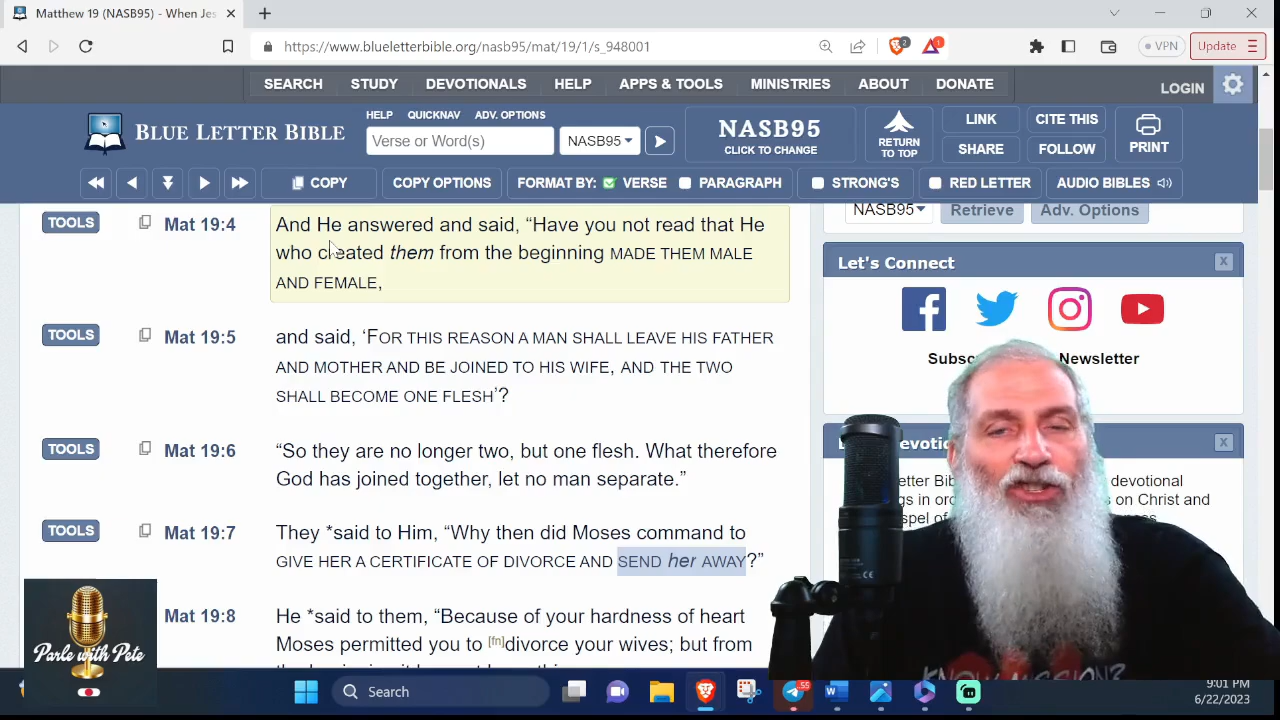 Matthew 19 (NASB95) - When Jes
https://www.blueletterbible.org/nasb95/mat/19/1/s_948001
2
1
VPN
Update
SEARCH STUDY DEVOTIONALS HELP APPS & TOOLS MINISTRIES ABOUT DONATE
LOGIN
BLUE LETTER BIBLE
HELP QUICKNAV ADV. OPTIONS
Verse or Word(s)
NASB95
NASB95
CLICK TO CHANGE
RETURN
TO TOP
LINK
CITE THIS
SHARE
FOLLOW
PRINT
COPY COPY OPTIONS FORMAT BY: VERSE PARAGRAPH STRONG'S RED LETTER AUDIO BIBLES
TOOLS Mat 19:4 And He answered and said, “Have you not read that He
who created them from the beginning MADE THEM MALE
AND FEMALE,
TOOLS Mat 19:5 and said, ‘FOR THIS REASON A MAN SHALL LEAVE HIS FATHER
AND MOTHER AND BE JOINED TO HIS WIFE, AND THE TWO
SHALL BECOME ONE FLESH’?
TOOLS Mat 19:6 “So they are no longer two, but one flesh. What therefore
God has joined together, let no man separate.”
TOOLS Mat 19:7 They *said to Him, “Why then did Moses command to
GIVE HER A CERTIFICATE OF DIVORCE AND SEND her AWAY?”
Mat 19:8 He *said to them, “Because of your hardness of heart
Moses permitted you to [fn]divorce your wives; but from
NASB95 Retrieve Adv. Options
Let's Connect
Newsletter
devotional
on Christ and
Parle with Pete
KNOW MISSION?
Search
55
9:01 PM
6/22/2023